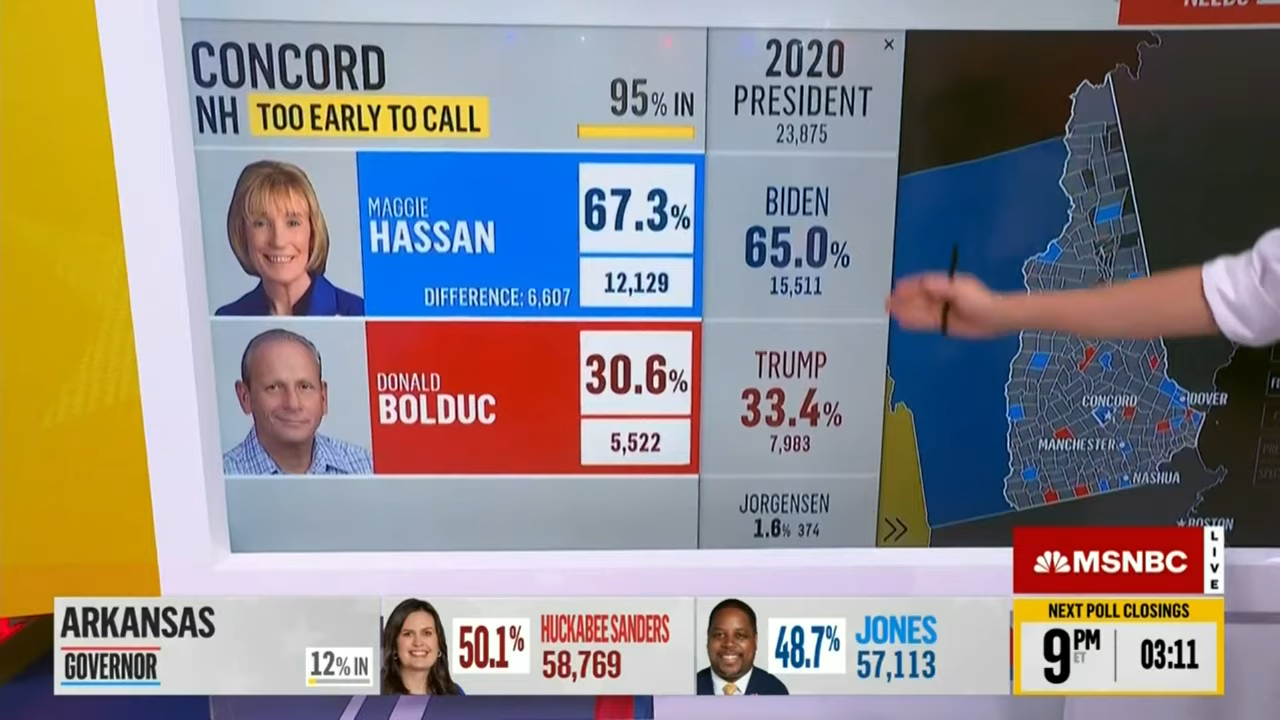 CONCORD
NH TOO EARLY TO CALL
95% IN
MAGGIE
HASSAN
DIFFERENCE: 6,607
67.3%
12,129
DONALD
BOLDUC
30.6%
5,522
2020
PRESIDENT
23,875
BIDEN
65.0%
15,511
TRUMP
33.4%
7,983
JORGENSEN
1.6% 374
CONCORD
DOVER
MANCHESTER
NASHUA
BOSTON
MSNBC
LIVE
ARKANSAS
GOVERNOR
12% IN
50.1%
HUCKABEE SANDERS
58,769
48.7%
JONES
57,113
NEXT POLL CLOSINGS
9 PM ET
03:11